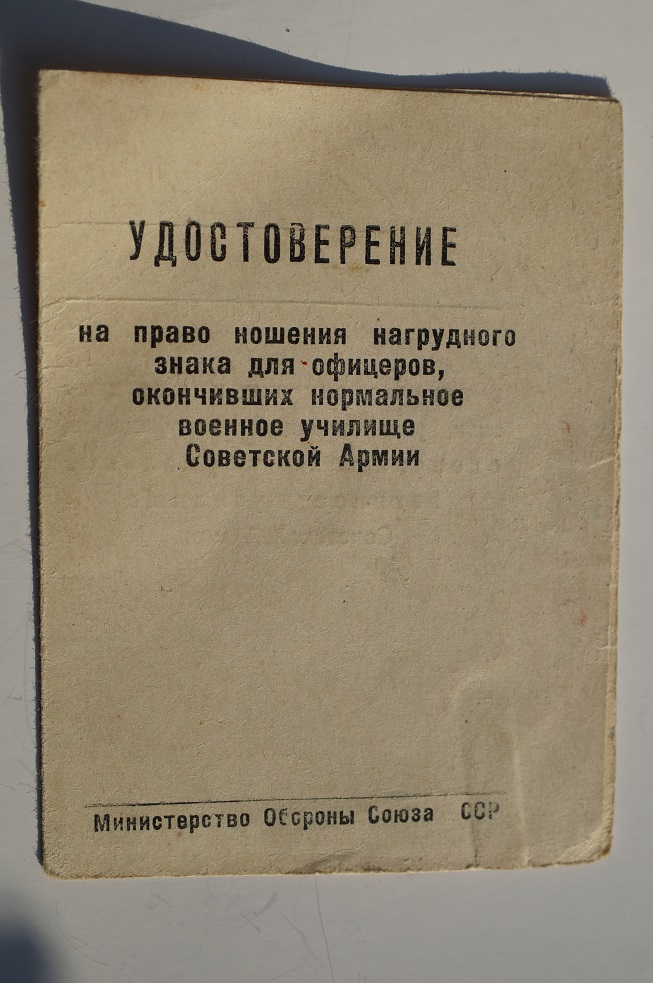 УДОСТОВЕРЕНИЕ
на право ношения нагрудного
знака для офицеров,
окончивших нормальное
военное училище
Советской Армии
Министерство Обороны Союза ССР